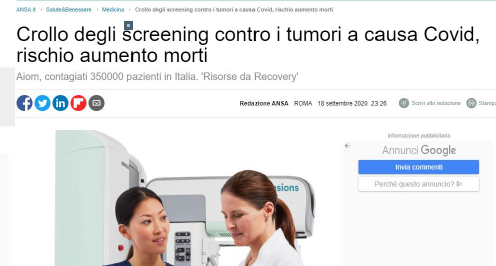 ANSA.it > Salute&Benessere > Medicina > Crollo degli screening contro i tumori a causa Covid, rischio aumento morti
Crollo degli screening contro i tumori a causa Covid,
rischio aumento morti
Aiom, contagiati 350000 pazienti in Italia. 'Risorse da Recovery'
Redazione ANSA ROMA 18 settembre 2020 23:26 Scrivi alla redazione Stampa
informazione pubblicitaria
Annunci Google
Invia commenti
Perché questo annuncio?